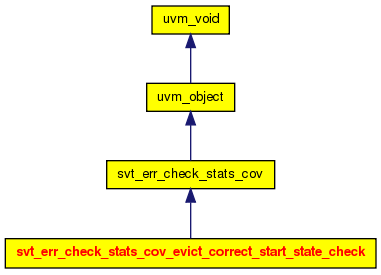 uvm_void
uvm_object
svt_err_check_stats_cov
svt_err_check_stats_cov_evict_correct_start_state_check